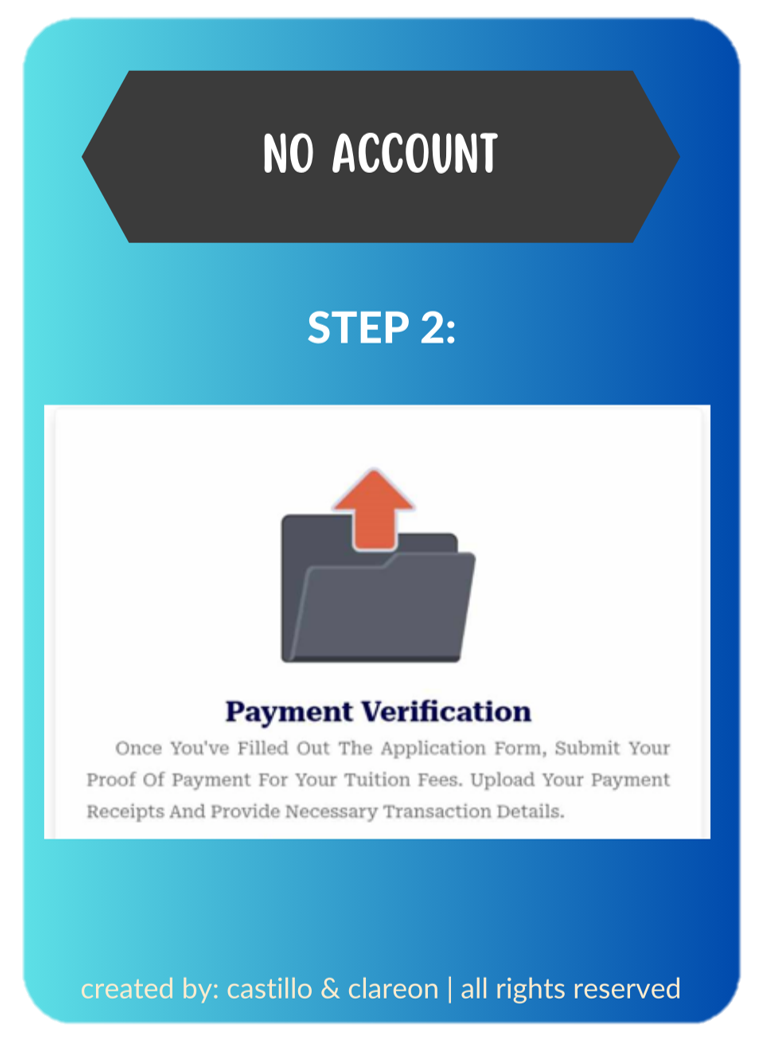 NO ACCOUNT
STEP 2:
Payment Verification
Once You've Filled Out The Application Form, Submit Your
Proof Of Payment For Your Tuition Fees. Upload Your Payment
Receipts And Provide Necessary Transaction Details.
created by: castillo & clareon | all rights reserved